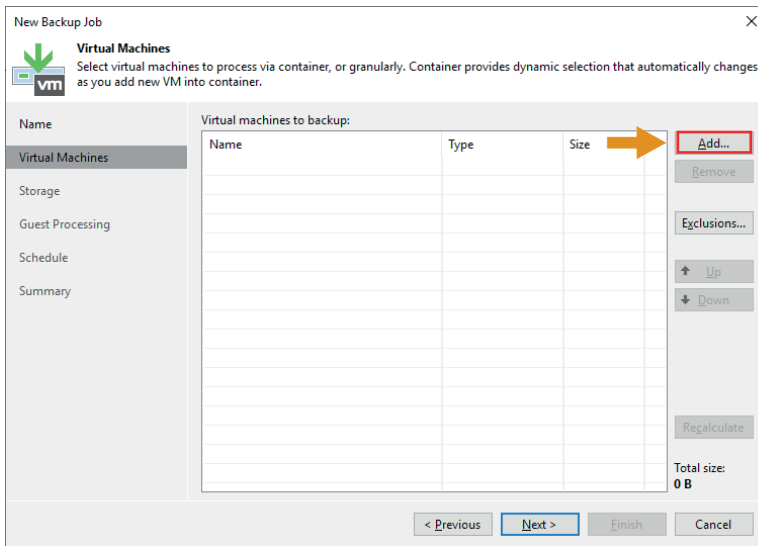 New Backup Job
Virtual Machines
Select virtual machines to process via container, or granularly. Container provides dynamic selection that automatically changes
as you add new VM into container.
vm
Name
Virtual Machines
Storage
Guest Processing
Schedule
Summary
Virtual machines to backup:
Name Type Size
Add...
Remove
Exclusions...
Up
Down
Recalculate
Total size:
0 B
< Previous Next > Finish Cancel